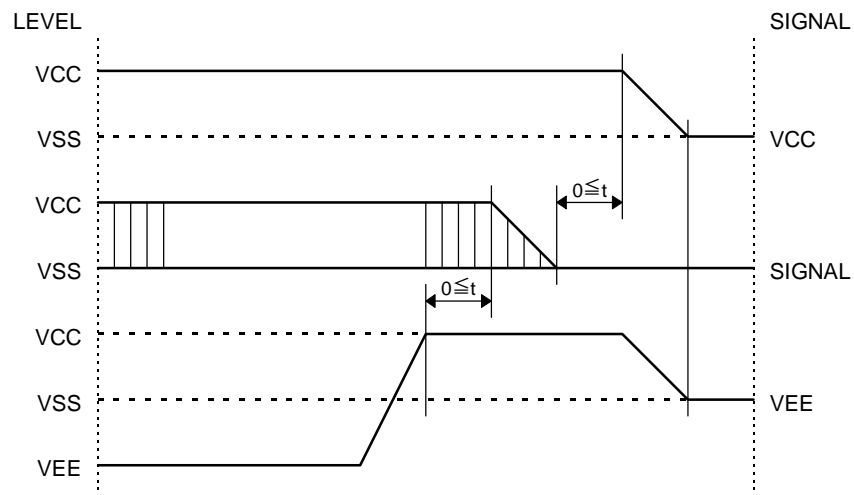 LEVEL SIGNAL
VCC
VSS VCC
VCC 0≦t
VSS SIGNAL
0≦t
VCC
VSS VEE
VEE